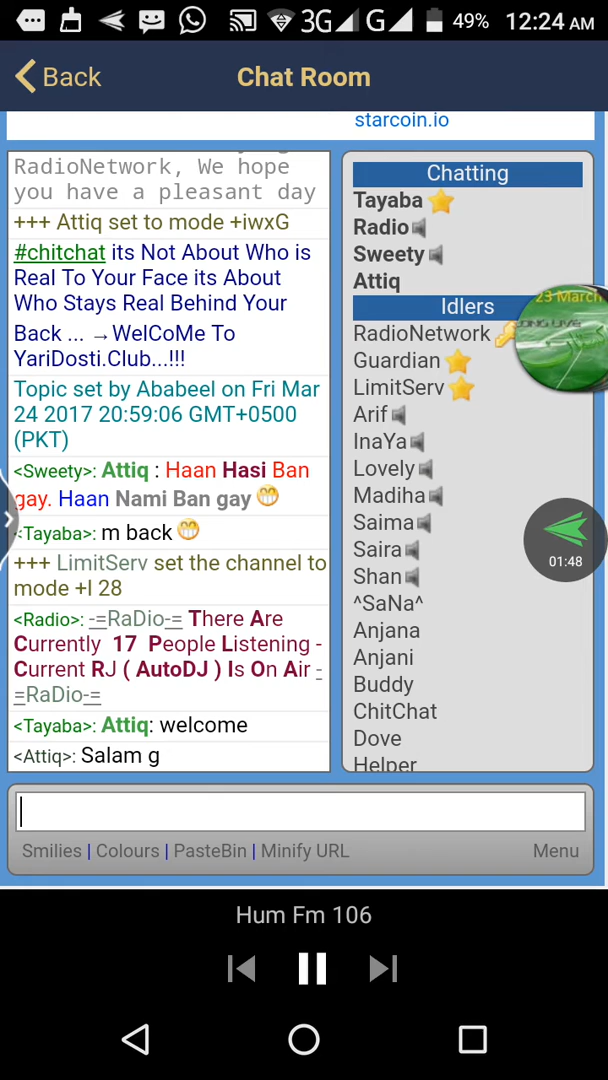 3G G 49% 12:24 AM
Back Chat Room
starcoin.io
RadioNetwork, We hope
you have a pleasant day
+++ Attiq set to mode +iwxG
#chitchat its Not About Who is
Real To Your Face its About
Who Stays Real Behind Your
Back ... →WelCoMe To
YariDosti.Club...!!!
Topic set by Ababeel on Fri Mar
24 2017 20:59:06 GMT+0500
(PKT)
<Sweety>: Attiq : Haan Hasi Ban
gay. Haan Nami Ban gay
<Tayaba>: m back
+++ LimitServ set the channel to
mode +l 28
<Radio>: -=RaDio-= There Are
Currently 17 People Listening -
Current RJ ( AutoDJ ) Is On Air -
=RaDio-=
<Tayaba>: Attiq: welcome
<Attiq>: Salam g
Chatting
Tayaba
Radio
Sweety
Attiq
Idlers
RadioNetwork
Guardian
LimitServ
Arif
InaYa
Lovely
Madiha
Saima
Saira
Shan
^SaNa^
Anjana
Anjani
Buddy
ChitChat
Dove
Helper
23 March
LONG LIVE
01:48
Smilies | Colours | PasteBin | Minify URL Menu
Hum Fm 106